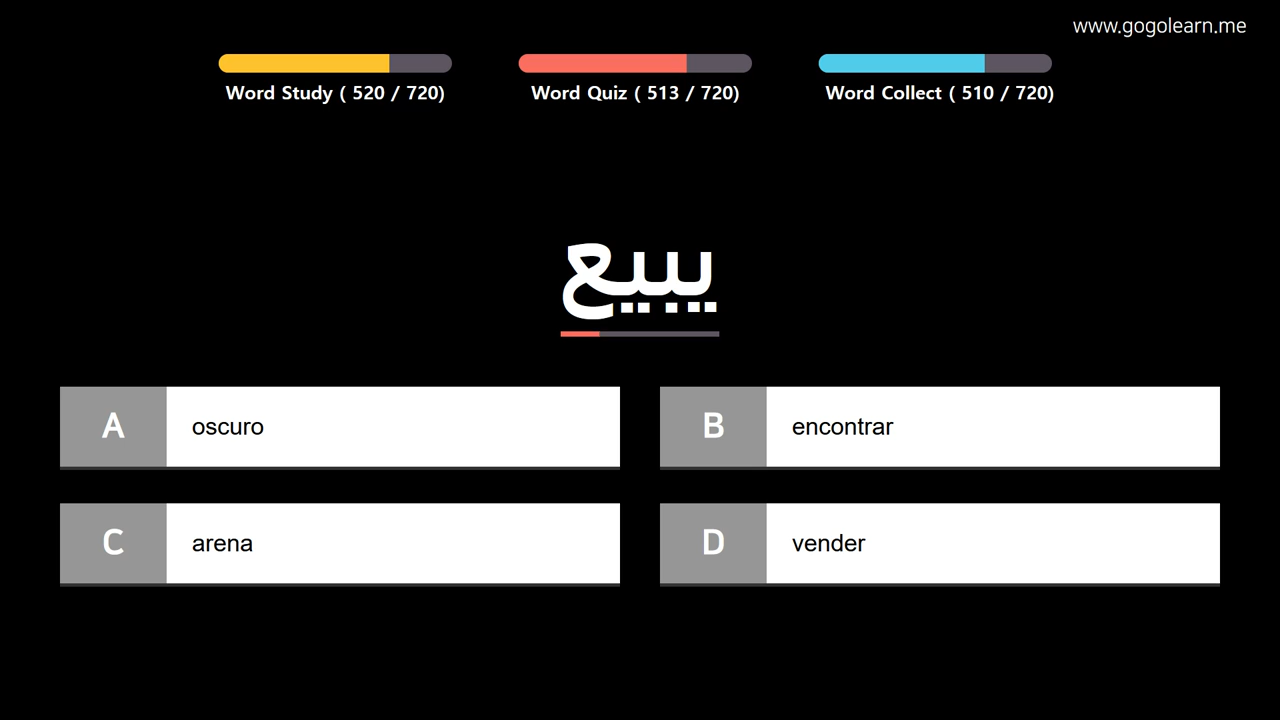 www.gogolearn.me
Word Study ( 520 / 720)
Word Quiz ( 513 / 720)
Word Collect ( 510 / 720)
يبيع
A oscuro
B encontrar
C arena
D vender